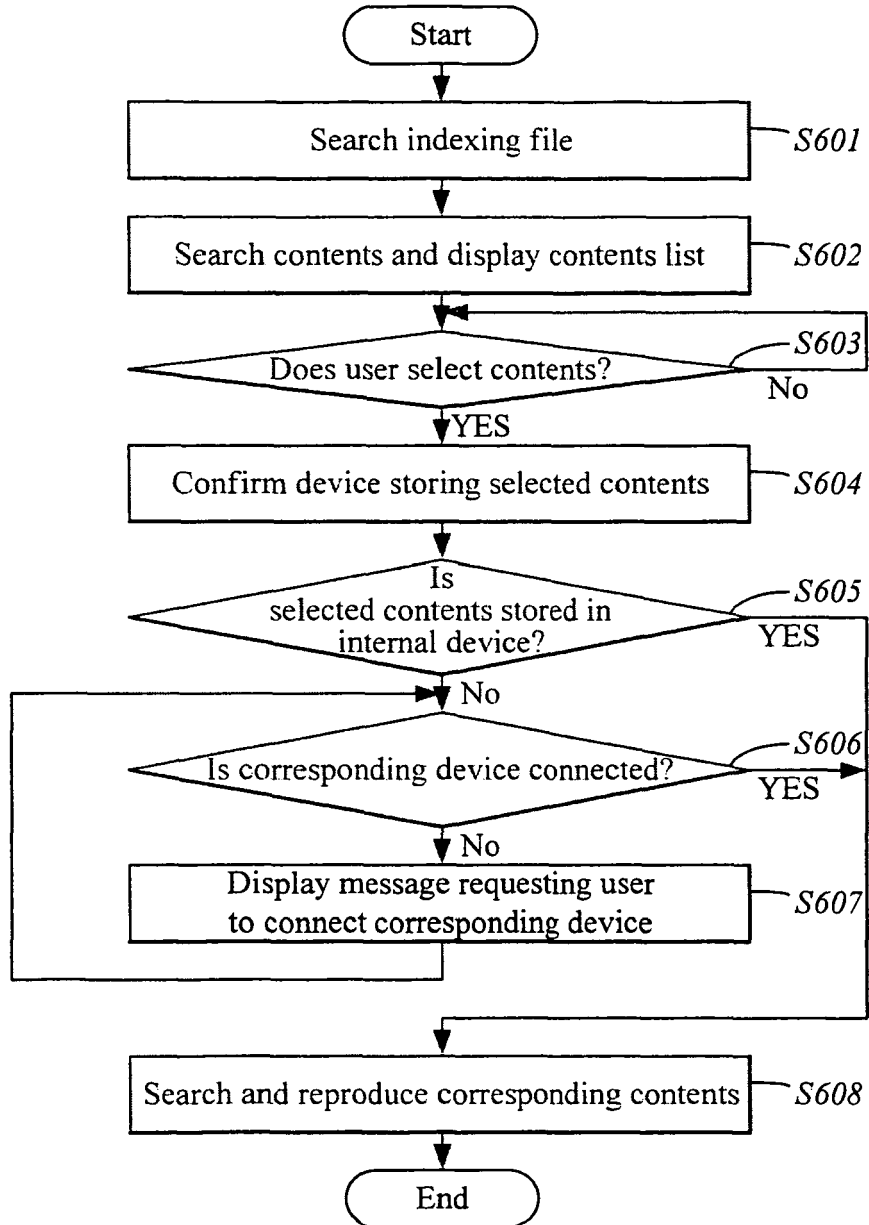 Start
Search indexing file
S601
Search contents and display contents list
S602
Does user select contents?
S603
No
YES
Confirm device storing selected contents
S604
Is
selected contents stored in
internal device?
S605
YES
No
Is corresponding device connected?
S606
YES
No
Display message requesting user
to connect corresponding device
S607
Search and reproduce corresponding contents
S608
End